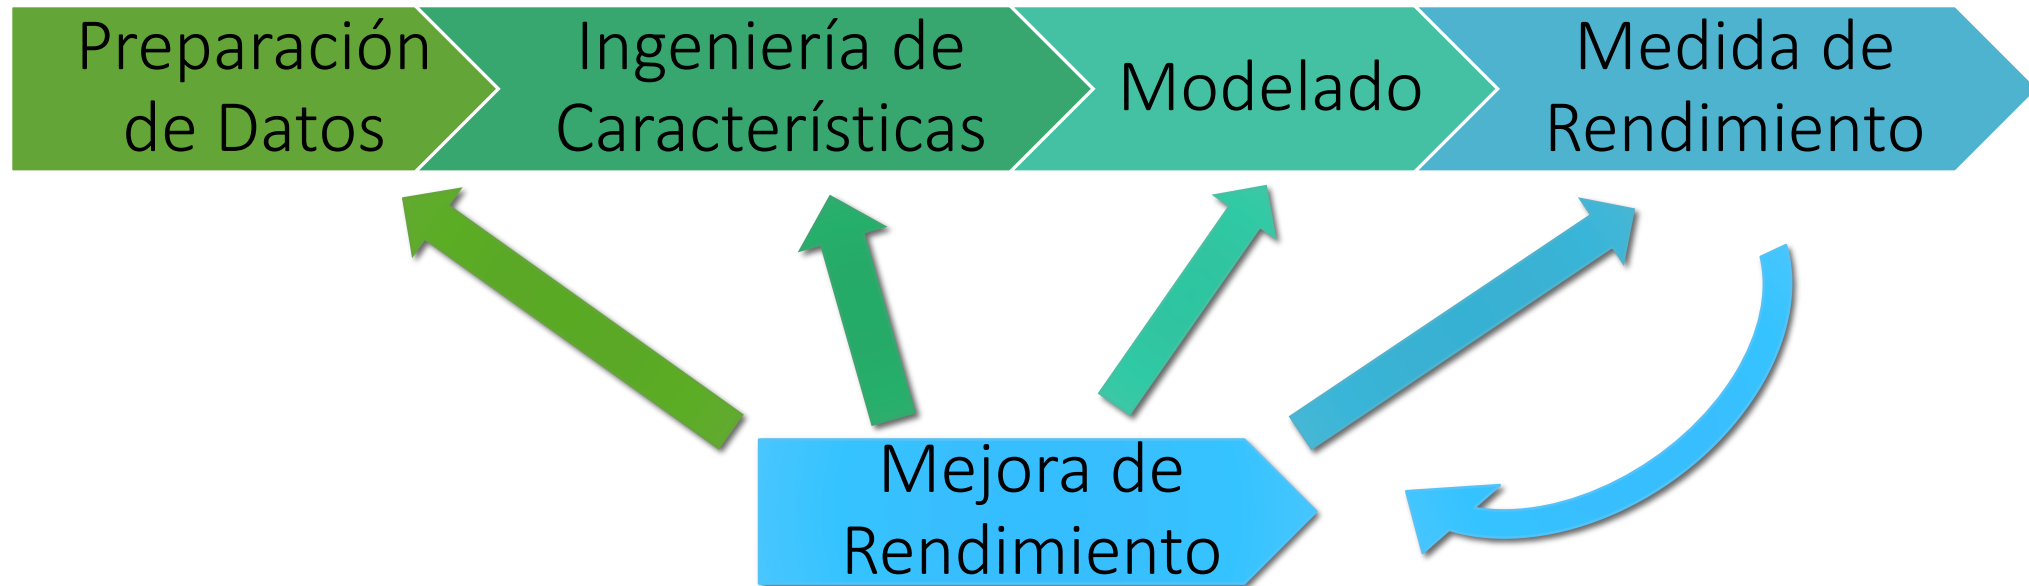 Preparación
de Datos
Ingeniería de
Características
Modelado
Medida de
Rendimiento
Mejora de
Rendimiento